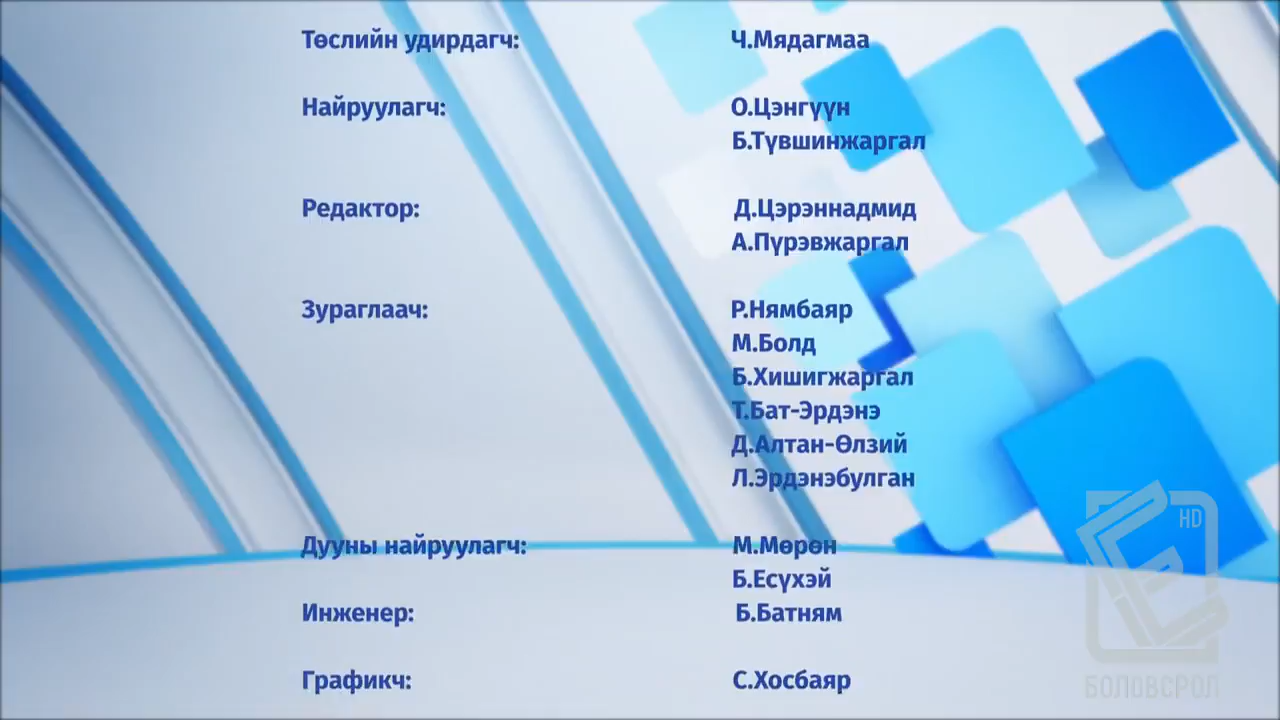 Төслийн удирдагч: Ч.Мядагмаа
Найруулагч: О.Цэнгүүн
Б.Түвшинжаргал
Редактор: Д.Цэрэннадмид
А.Пүрэвжаргал
Зураглаач: Р.Нямбаяр
М.Болд
Б.Хишигжаргал
Т.Бат-Эрдэнэ
Д.Алтан-Өлзий
Л.Эрдэнэбулган
Дууны найруулагч: М.Мөрөн
Б.Есүхэй
Инженер: Б.Батням
Графикч: С.Хосбаяр
HD
БОЛОВСРОЛ